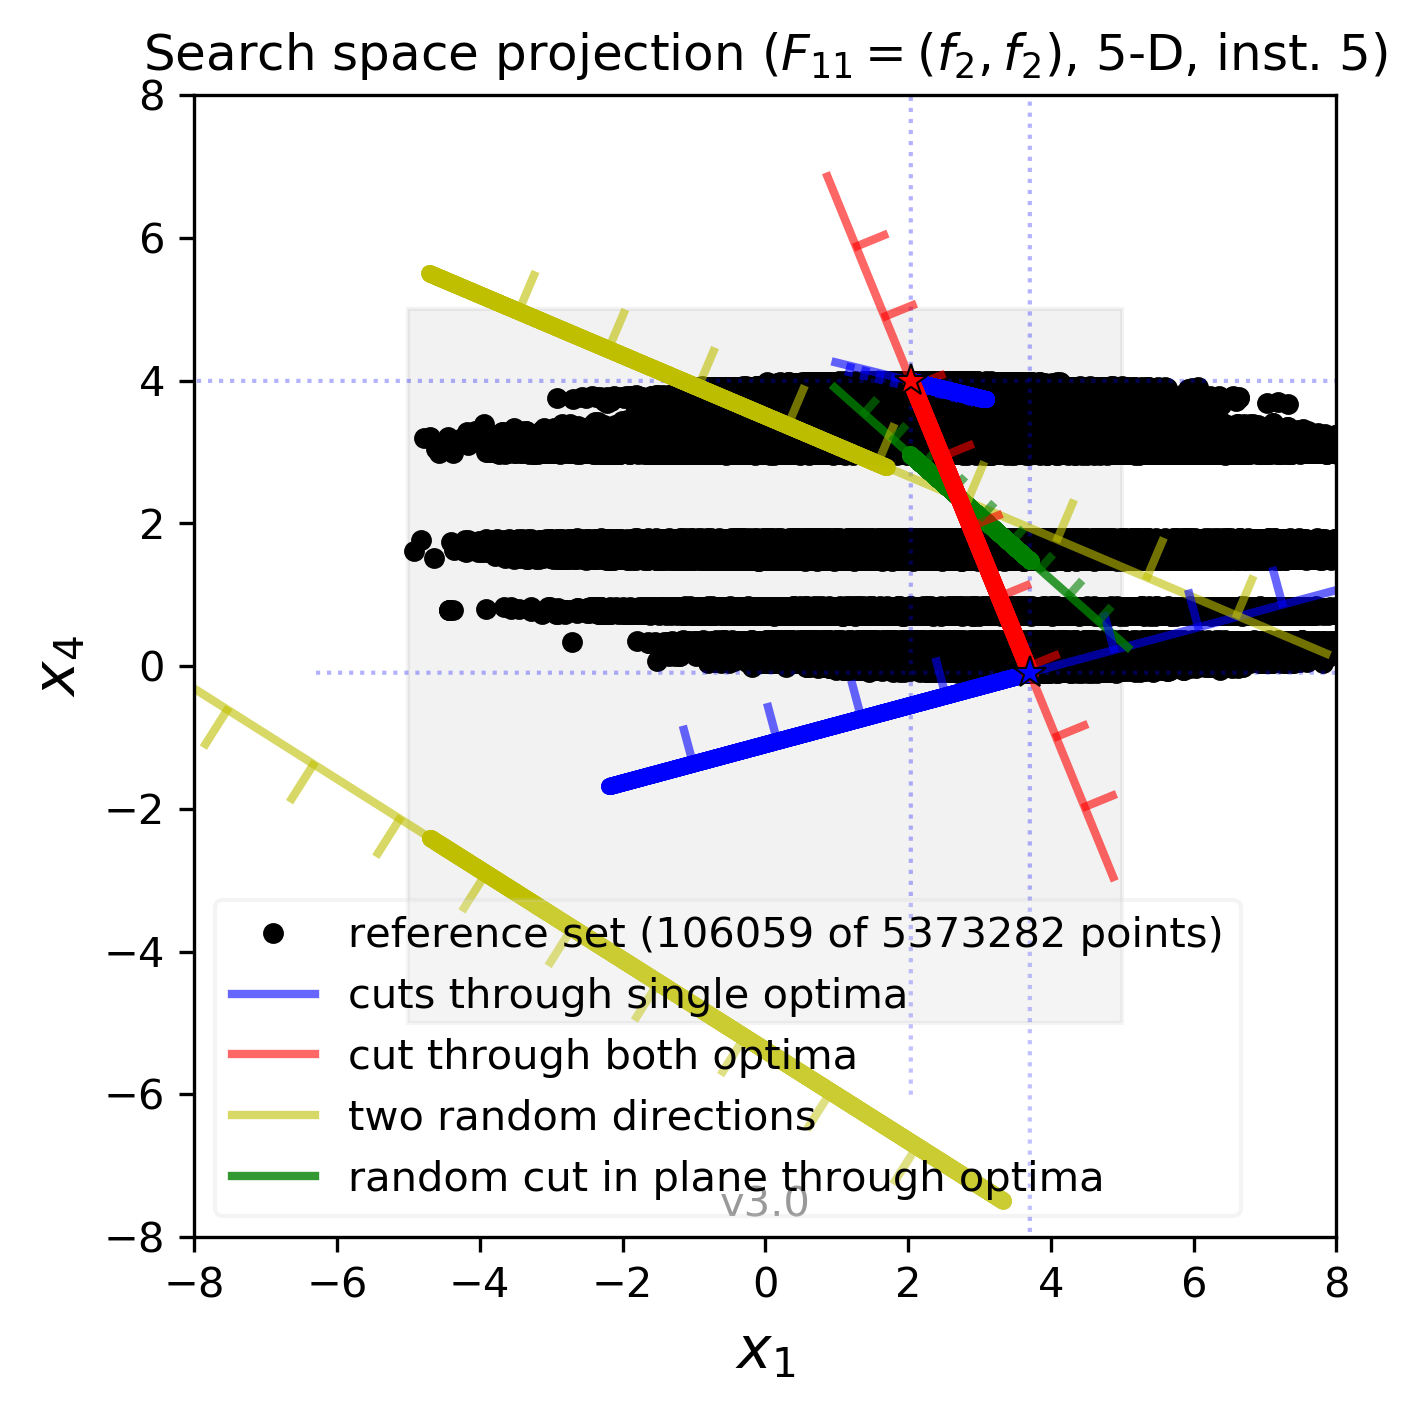 Search space projection (F₁₁ = (f₂, f₂), 5-D, inst. 5)
8
6
4
2
0
−2
−4
−6
−8
x₄
reference set (106059 of 5373282 points)
cuts through single optima
cut through both optima
two random directions
random cut in plane through optima
v3.0
−8 −6 −4 −2 0 2 4 6 8
x₁